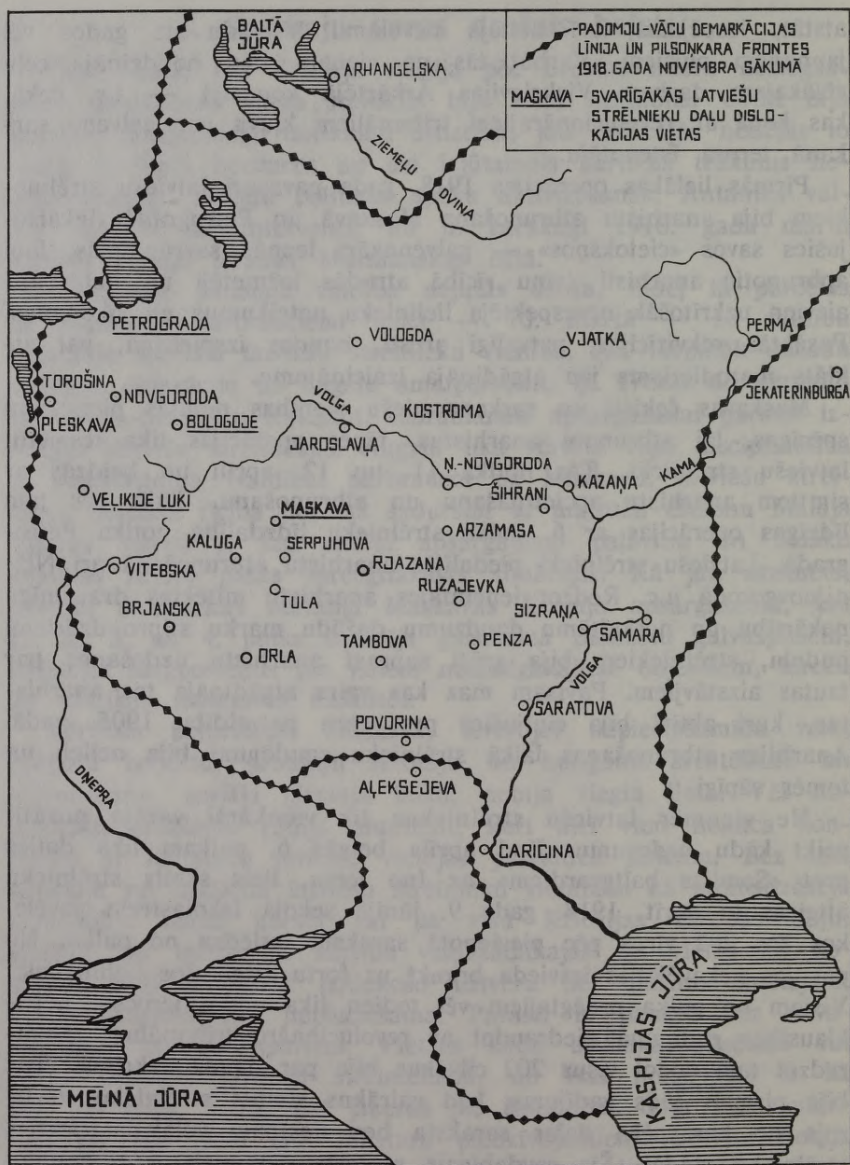 BALTĀ
JŪRA
ARHANGEĻSKA
PADOMJU-VĀCU DEMARKĀCIJAS
LĪNIJA UN PILSOŅKARA FRONTES
1918. GADA NOVEMBRA SĀKUMĀ
MASKAVA – SVARĪGĀKĀS LATVIEŠU
STRĒLNIEKU DAĻU DISLO-
KĀCIJAS VIETAS
ZIEMEĻU
DVINA
PETROGRADA
VOLOGDA
VJATKA
PERMA
JEKATERINBURGA
TOROŠINA
NOVGORODA
PLESKAVA
BOLOGOJE
VOLGA
KOSTROMA
JAROSLAVĻA
KAMA
Ņ.-NOVGORODA
KAZAŅA
ŠIHRANI
VEĻIKIJE LUKI
MASKAVA
ARZAMASA
KALUGA
SERPUHOVA
VITEBSKA
RJAZAŅA
RUZAJEVKA
TULA
BRJANSKA
SIZRAŅA
SAMARA
PENZA
ORLA
TAMBOVA
VOLGA
SARATOVA
POVORINA
AĻEKSEJEVA
DŅEPRA
CARICINA
KASPIJAS JŪRA
MELNĀ JŪRA